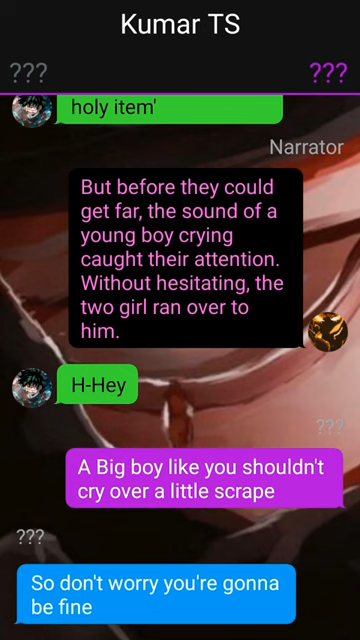 Kumar TS
???
???
holy item'
Narrator
But before they could
get far, the sound of a
young boy crying
caught their attention.
Without hesitating, the
two girl ran over to
him.
H-Hey
???
A Big boy like you shouldn't
cry over a little scrape
???
So don't worry you're gonna
be fine